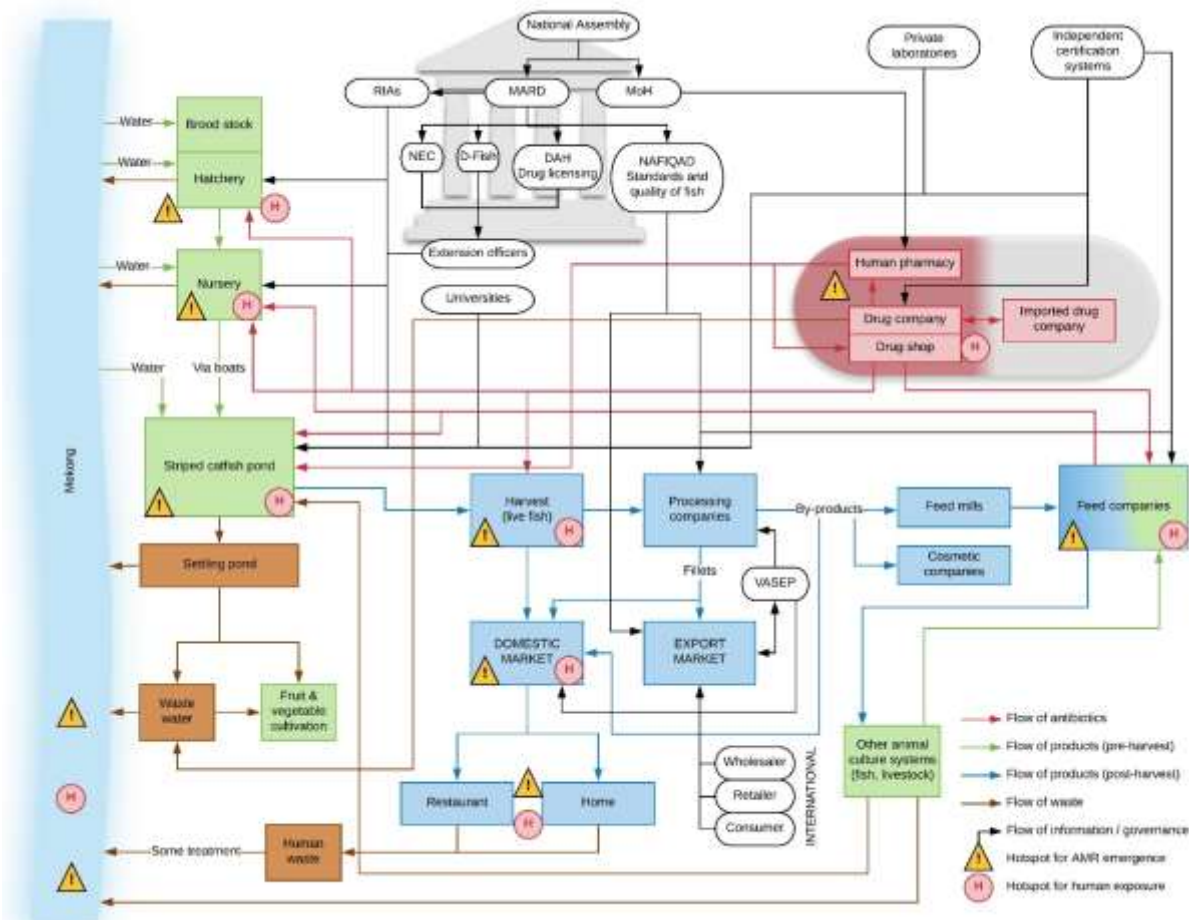 National Assembly
Private
laboratories
Independent
certification
systems
RIAs
MARD
MoH
Water
Brood stock
NEC
D-Fish
DAH
Drug licensing
NAFIQAD
Standards and
quality of fish
Water
Hatchery
H
Extension officers
Human pharmacy
Water
Nursery
H
Universities
Drug company
Drug shop
H
Imported drug
company
Water
Via boats
Mekong
Striped catfish pond
H
Harvest
(live fish)
H
Processing
companies
By-products
Feed mills
Feed companies
H
Settling pond
Fillets
VASEP
Cosmetic
companies
DOMESTIC
MARKET
H
EXPORT
MARKET
Waste
water
Fruit &
vegetable
cultivation
Other animal
culture systems
(fish, livestock)
Wholesaler
Retailer
Consumer
INTERNATIONAL
H
Restaurant
Home
H
Some treatment
Human
waste
Flow of antibiotics
Flow of products (pre-harvest)
Flow of products (post-harvest)
Flow of waste
Flow of information / governance
! Hotspot for AMR emergence
H Hotspot for human exposure